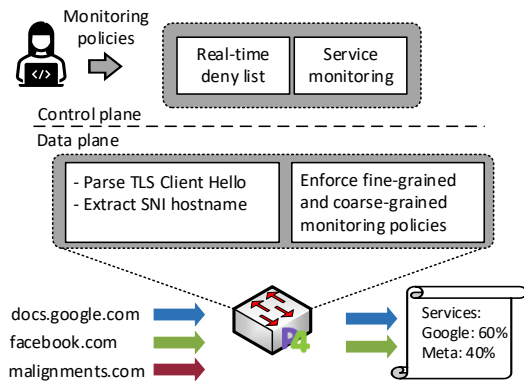 Monitoring
policies
Real-time
deny list
Service
monitoring
Control plane
Data plane
- Parse TLS Client Hello
- Extract SNI hostname
Enforce fine-grained
and coarse-grained
monitoring policies
docs.google.com
facebook.com
malignments.com
P4
Services:
Google: 60%
Meta: 40%